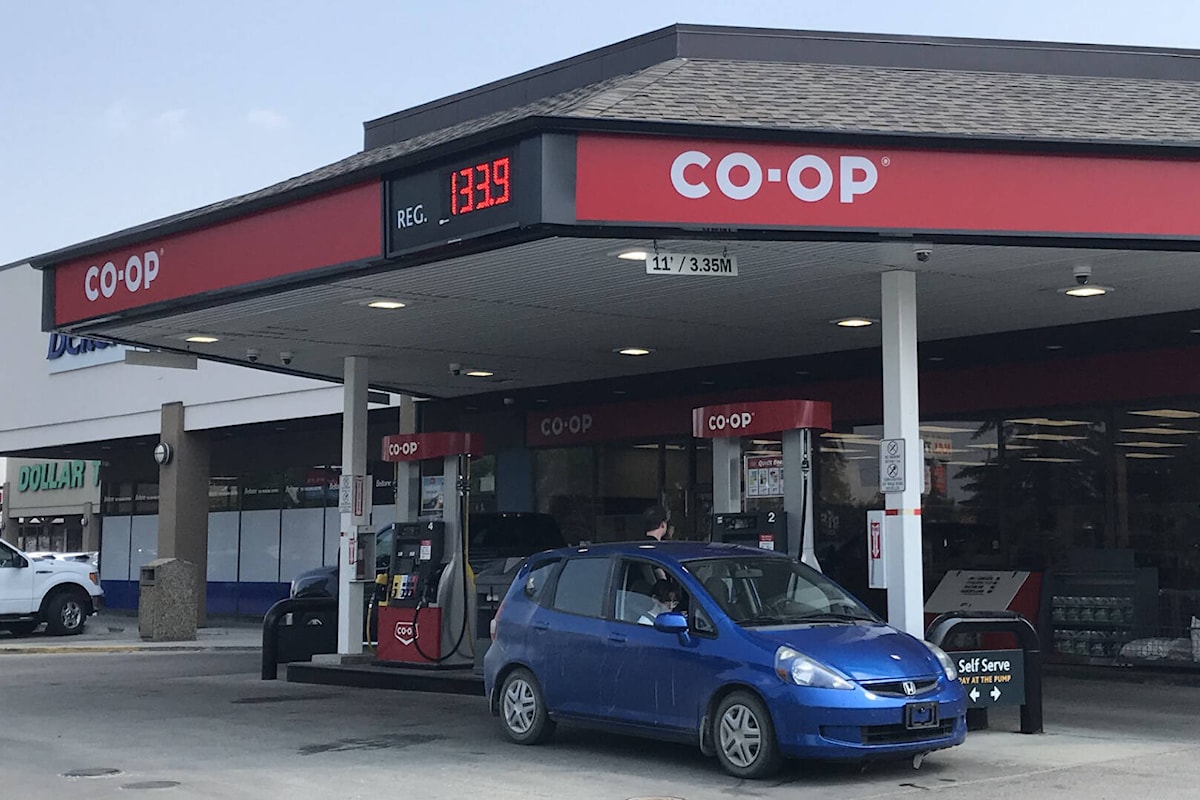 CO-OP®
REG. 133.9
CO-OP®
11' / 3.35M
CO-OP
CO-OP
CO-OP
DOLLAR T
4
2
CO-OP
Self Serve
PAY AT THE PUMP